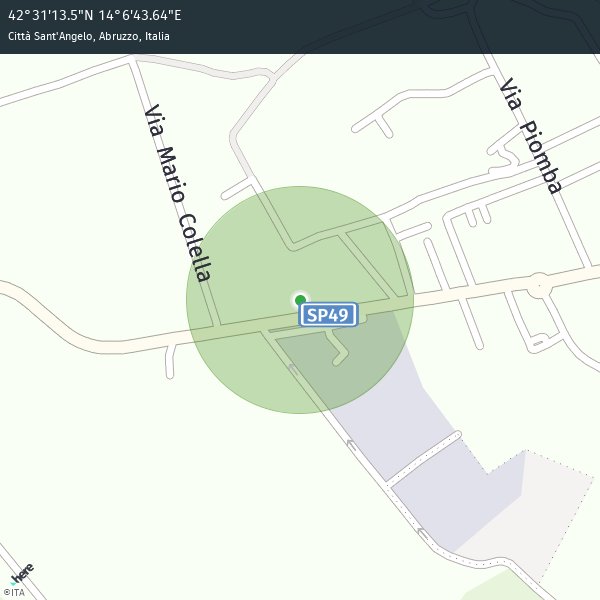 42°31'13.5"N 14°6'43.64"E
Città Sant'Angelo, Abruzzo, Italia
Via Piomba
Via Mario Colella
SP49
here
©ITA